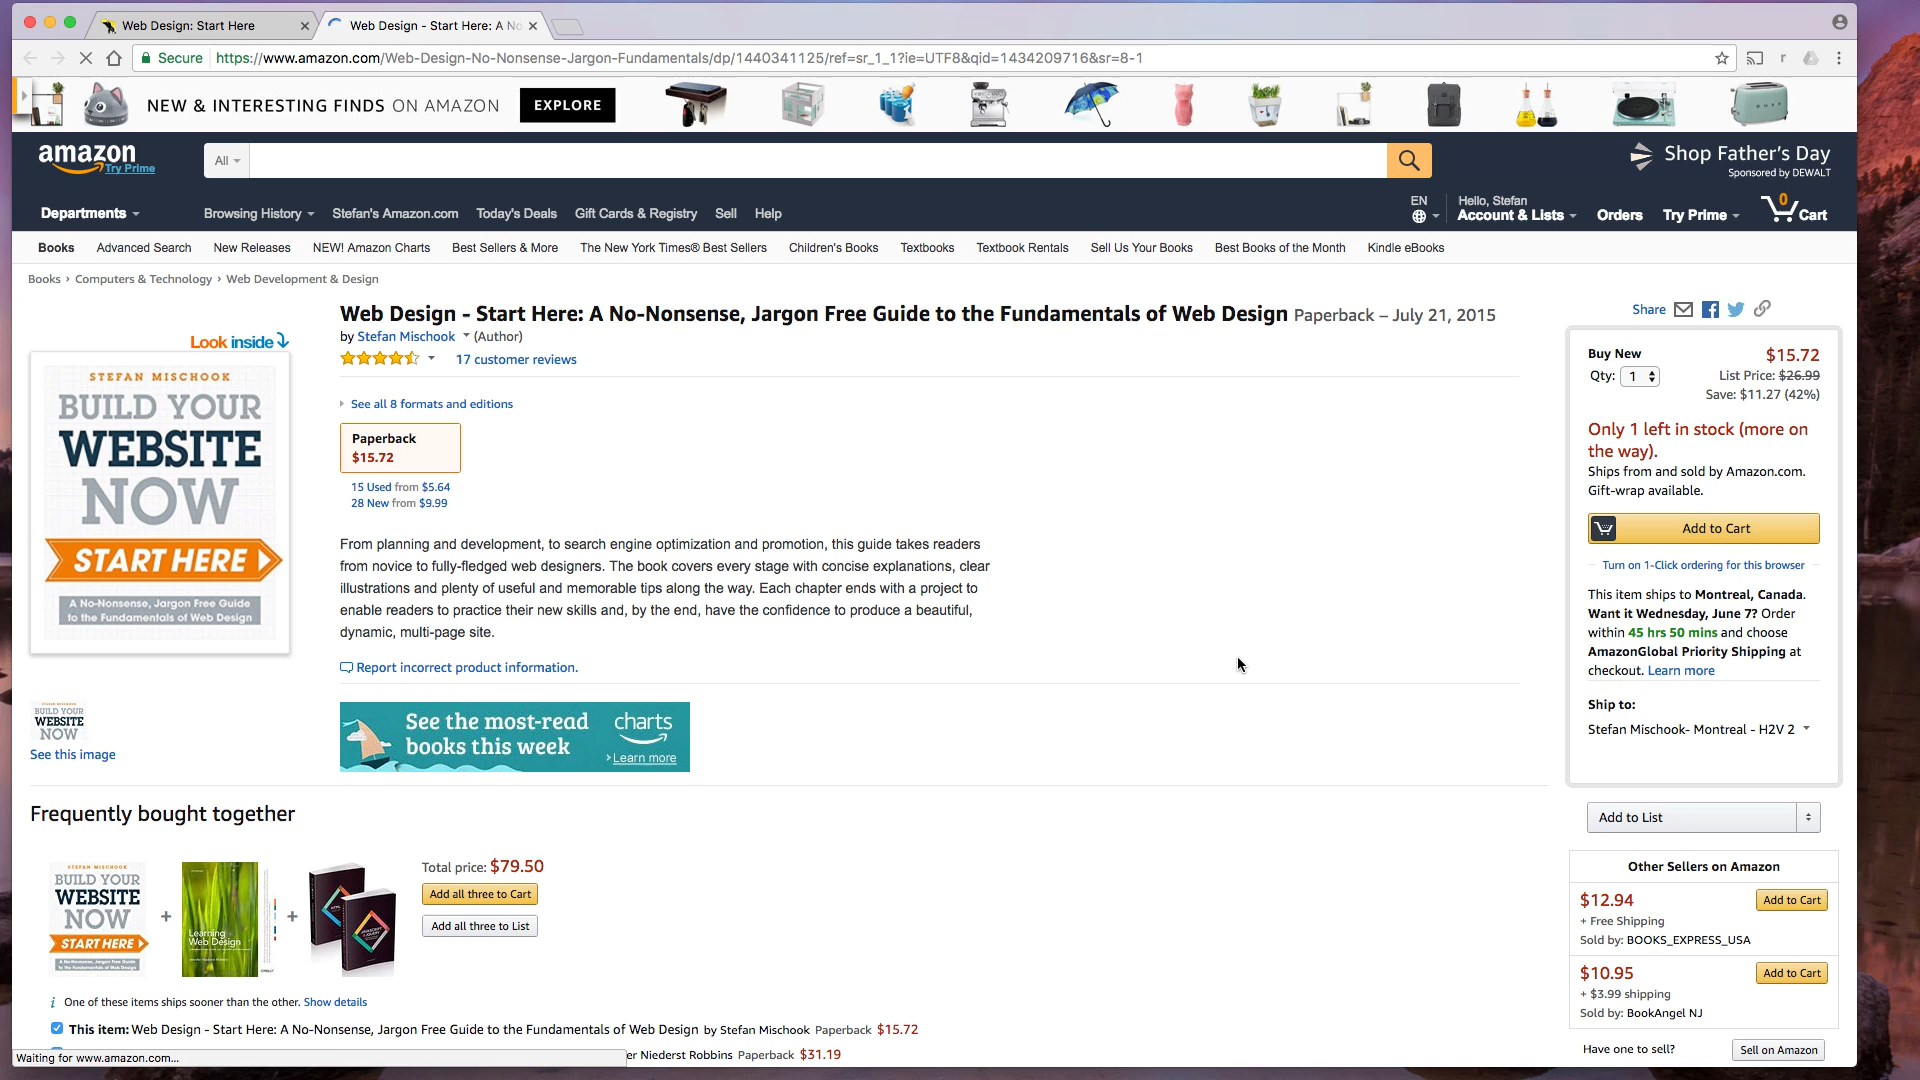 Web Design: Start Here
Web Design - Start Here: A No
Secure
https://www.amazon.com/Web-Design-No-Nonsense-Jargon-Fundamentals/dp/1440341125/ref=sr_1_1?ie=UTF8&qid=1434209716&sr=8-1
r
NEW & INTERESTING FINDS ON AMAZON
EXPLORE
amazon
Try Prime
All
Shop Father's Day
Sponsored by DEWALT
Departments
Browsing History
Stefan's Amazon.com
Today's Deals
Gift Cards & Registry
Sell
Help
EN
Hello, Stefan
Account & Lists
Orders
Try Prime
0
Cart
Books
Advanced Search
New Releases
NEW! Amazon Charts
Best Sellers & More
The New York Times® Best Sellers
Children's Books
Textbooks
Textbook Rentals
Sell Us Your Books
Best Books of the Month
Kindle eBooks
Books › Computers & Technology › Web Development & Design
Look inside
STEFAN MISCHOOK
BUILD YOUR
WEBSITE
NOW
START HERE
A No-Nonsense, Jargon Free Guide
to the Fundamentals of Web Design
STEFAN MISCHOOK
BUILD YOUR
WEBSITE
NOW
See this image
Web Design - Start Here: A No-Nonsense, Jargon Free Guide to the Fundamentals of Web Design Paperback – July 21, 2015
by Stefan Mischook (Author)
17 customer reviews
See all 8 formats and editions
Paperback
$15.72
15 Used from $5.64
28 New from $9.99
From planning and development, to search engine optimization and promotion, this guide takes readers
from novice to fully-fledged web designers. The book covers every stage with concise explanations, clear
illustrations and plenty of useful and memorable tips along the way. Each chapter ends with a project to
enable readers to practice their new skills and, by the end, have the confidence to produce a beautiful,
dynamic, multi-page site.
Report incorrect product information.
See the most-read
books this week
charts
› Learn more
Share
Buy New
$15.72
Qty: 1
List Price: $26.99
Save: $11.27 (42%)
Only 1 left in stock (more on
the way).
Ships from and sold by Amazon.com.
Gift-wrap available.
Add to Cart
Turn on 1-Click ordering for this browser
This item ships to Montreal, Canada.
Want it Wednesday, June 7? Order
within 45 hrs 50 mins and choose
AmazonGlobal Priority Shipping at
checkout. Learn more
Ship to:
Stefan Mischook- Montreal - H2V 2
Add to List
Other Sellers on Amazon
$12.94
Add to Cart
+ Free Shipping
Sold by: BOOKS_EXPRESS_USA
$10.95
Add to Cart
+ $3.99 shipping
Sold by: BookAngel NJ
Have one to sell?
Sell on Amazon
Frequently bought together
STEFAN MISCHOOK
BUILD YOUR
WEBSITE
NOW
START HERE
A No-Nonsense, Jargon Free Guide
to the Fundamentals of Web Design
+
Learning
Web Design
+
Total price: $79.50
Add all three to Cart
Add all three to List
i One of these items ships sooner than the other. Show details
This item: Web Design - Start Here: A No-Nonsense, Jargon Free Guide to the Fundamentals of Web Design by Stefan Mischook Paperback $15.72
er Niederst Robbins Paperback $31.19
Waiting for www.amazon.com...